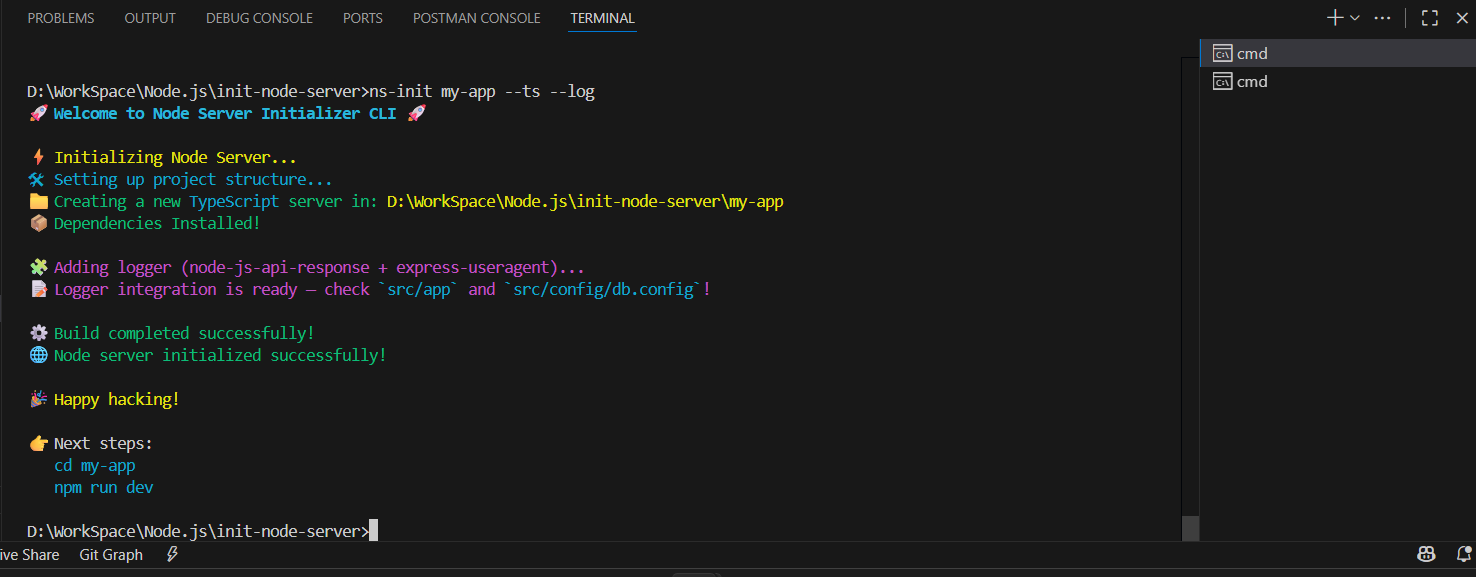 PROBLEMS OUTPUT DEBUG CONSOLE PORTS POSTMAN CONSOLE TERMINAL
cmd
cmd
D:\WorkSpace\Node.js\init-node-server>ns-init my-app --ts --log
🚀 Welcome to Node Server Initializer CLI 🚀
⚡ Initializing Node Server...
🛠 Setting up project structure...
📁 Creating a new TypeScript server in: D:\WorkSpace\Node.js\init-node-server\my-app
📦 Dependencies Installed!
🧩 Adding logger (node-js-api-response + express-useragent)...
📝 Logger integration is ready — check `src/app` and `src/config/db.config`!
⚙ Build completed successfully!
🌐 Node server initialized successfully!
🎉 Happy hacking!
👉 Next steps:
cd my-app
npm run dev
D:\WorkSpace\Node.js\init-node-server>
ive Share Git Graph